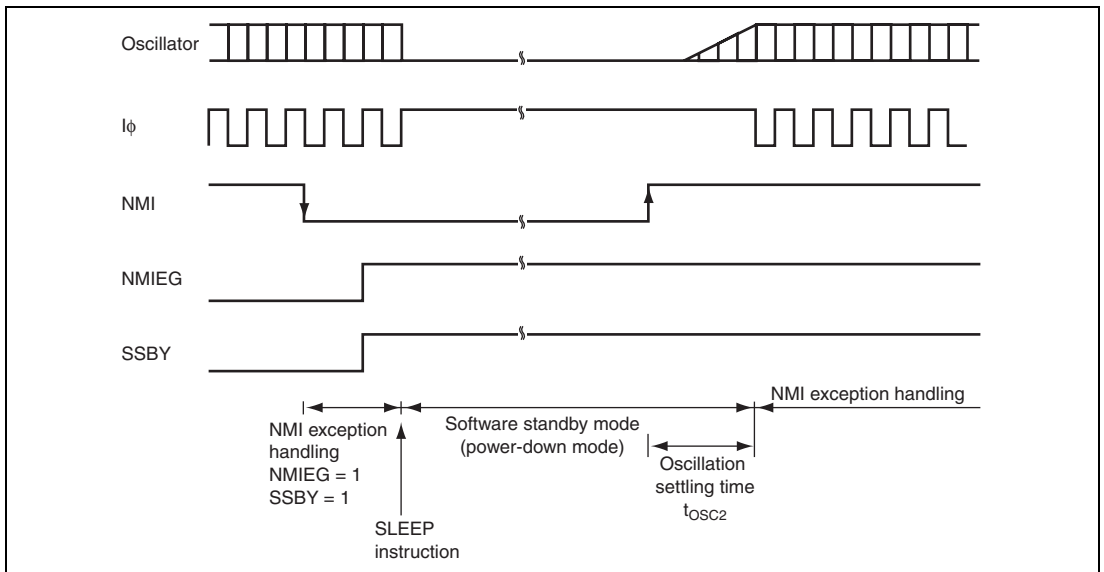 Oscillator
Iφ
NMI
NMIEG
SSBY
NMI exception
handling
NMIEG = 1
SSBY = 1
SLEEP
instruction
Software standby mode
(power-down mode)
Oscillation
settling time
tOSC2
NMI exception handling